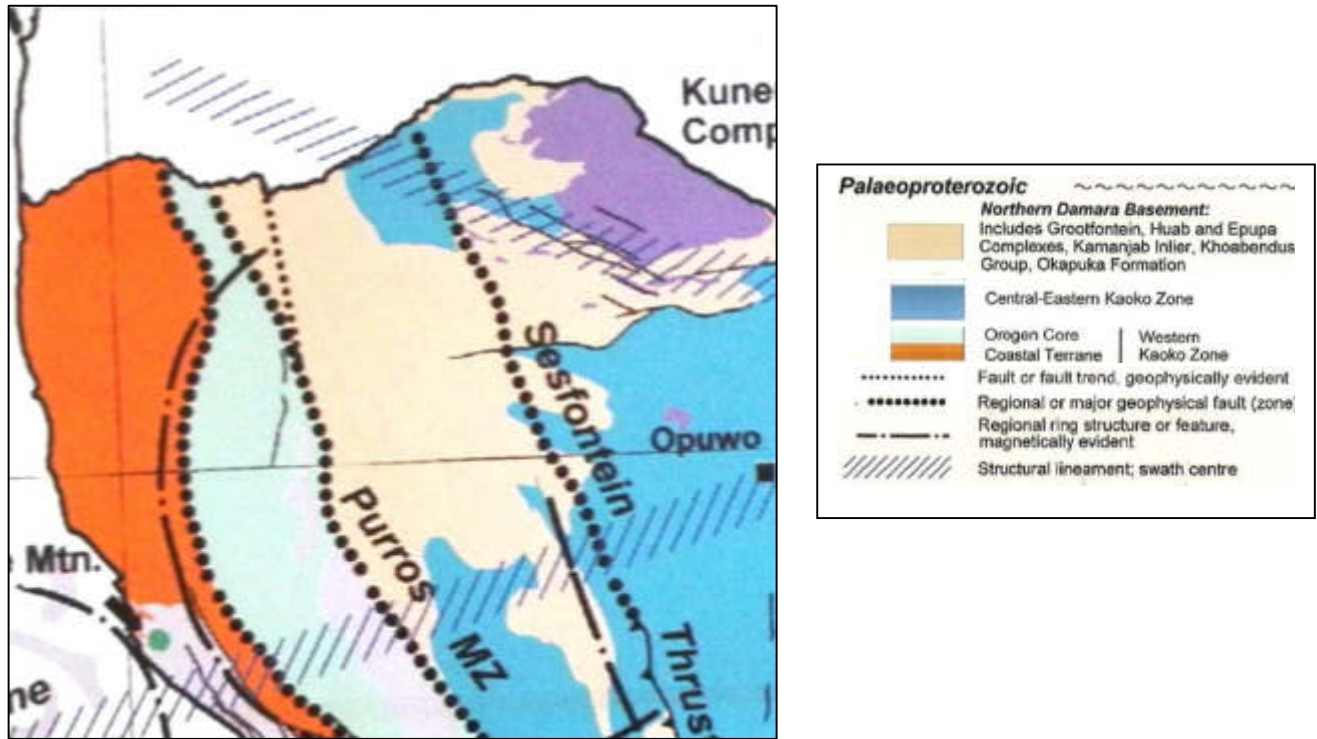 Kune
Comp
Sesfontein
Opuwo
Purros
e Mtn.
MZ
Thrus
ne
Palaeoproterozoic
Northern Damara Basement:
Includes Grootfontein, Huab and Epupa
Complexes, Kamanjab Inlier, Khoabendus
Group, Okapuka Formation
Central-Eastern Kaoko Zone
Orogen Core
Coastal Terrane
Western
Kaoko Zone
Fault or fault trend, geophysically evident
Regional or major geophysical fault (zone)
Regional ring structure or feature,
magnetically evident
Structural lineament; swath centre